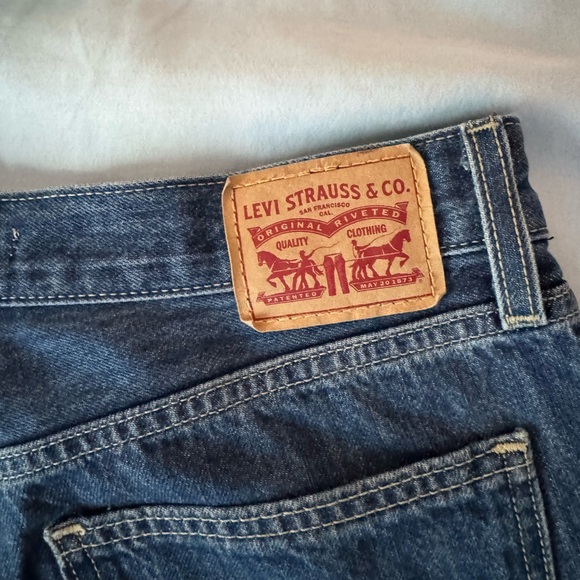 LEVI STRAUSS & CO.
SAN FRANCISCO
CAL.
ORIGINAL RIVETED
QUALITY CLOTHING
PATENTED MAY 20 1873